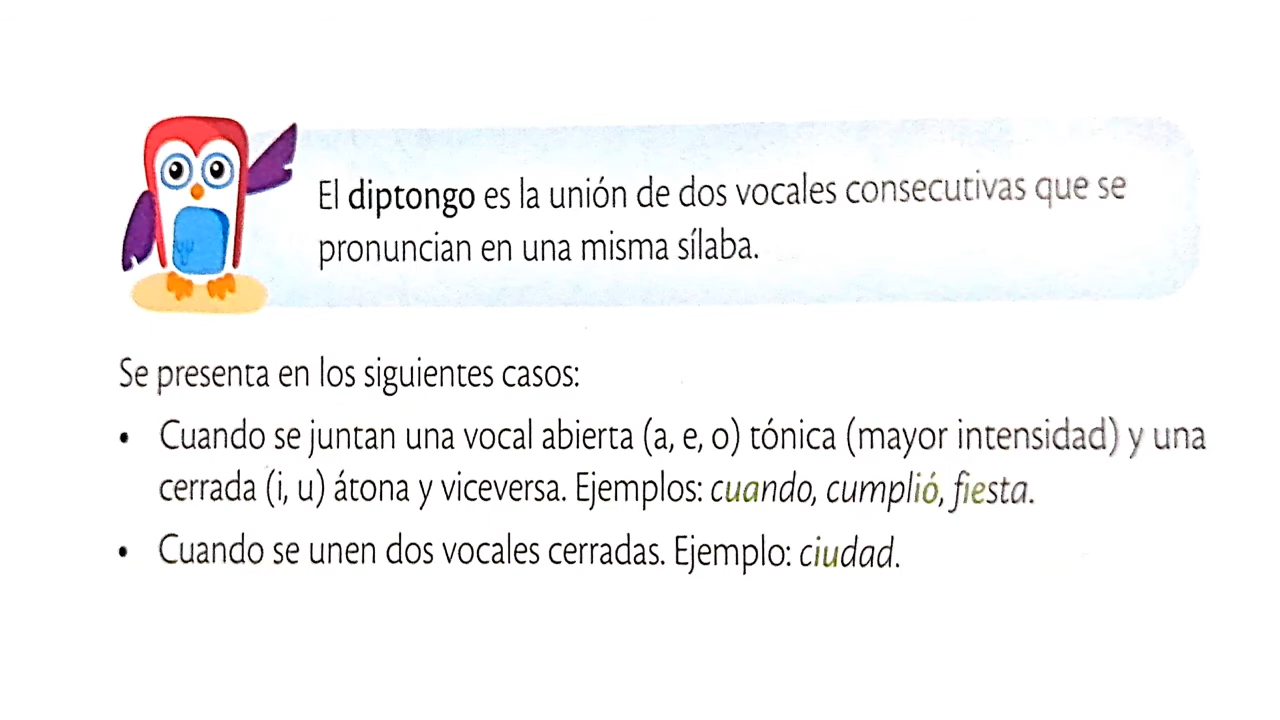 El diptongo es la unión de dos vocales consecutivas que se
pronuncian en una misma sílaba.
Se presenta en los siguientes casos:
• Cuando se juntan una vocal abierta (a, e, o) tónica (mayor intensidad) y una
cerrada (i, u) átona y viceversa. Ejemplos: cuando, cumplió, fiesta.
• Cuando se unen dos vocales cerradas. Ejemplo: ciudad.